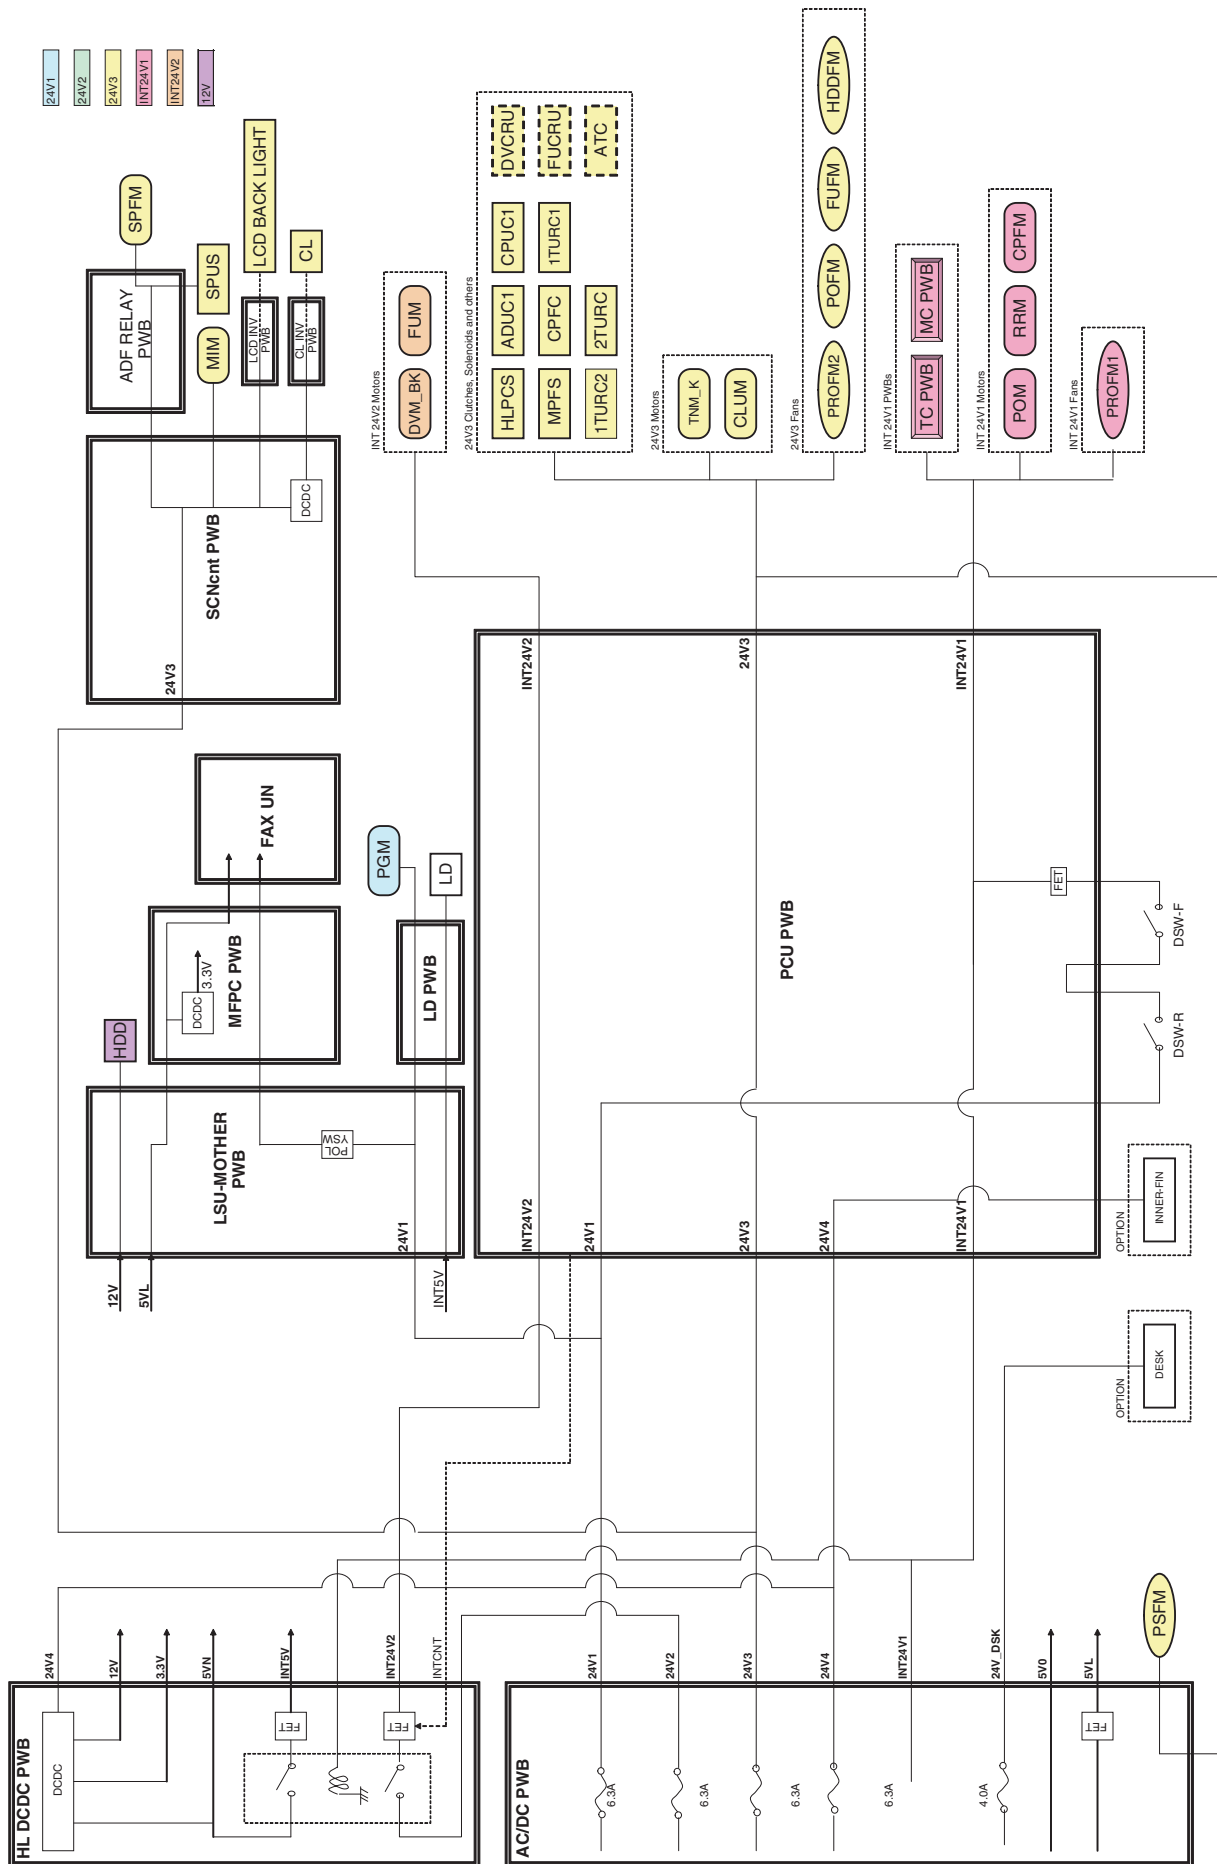 24V1
24V2
24V3
INT24V1
INT24V2
12V
SPFM
ADF RELAY
PWB
SPUS
MIM
LCD BACK LIGHT
LCD INV
PWB
CL
CL INV
PWB
SCNcnt PWB
DCDC
24V3
FAX UN
MFPC PWB
DCDC
3.3V
HDD
PGM
LD
LD PWB
LSU-MOTHER
PWB
POL
YSW
12V
5VL
24V1
INT5V
INT 24V2 Motors
DVM_BK
FUM
24V3 Clutches, Solenoids and others
HLPCS
ADUC1
CPUC1
DVCRU
MPFS
CPFC
1TURC1
FUCRU
1TURC2
2TURC
ATC
24V3 Motors
TNM_K
CLUM
24V3 Fans
PROFM2
POFM
FUFM
HDDFM
INT 24V1 PWBs
TC PWB
MC PWB
INT 24V1 Motors
POM
RRM
CPFM
INT 24V1 Fans
PROFM1
PCU PWB
INT24V2
24V3
INT24V1
INT24V2
24V1
24V3
24V4
INT24V1
FET
DSW-F
DSW-R
OPTION
INNER-FIN
OPTION
DESK
HL DCDC PWB
DCDC
24V4
12V
3.3V
5VN
INT5V
INT24V2
INTCNT
FET
FET
AC/DC PWB
24V1
24V2
24V3
24V4
INT24V1
24V_DSK
5V0
5VL
6.3A
6.3A
6.3A
6.3A
4.0A
FET
PSFM